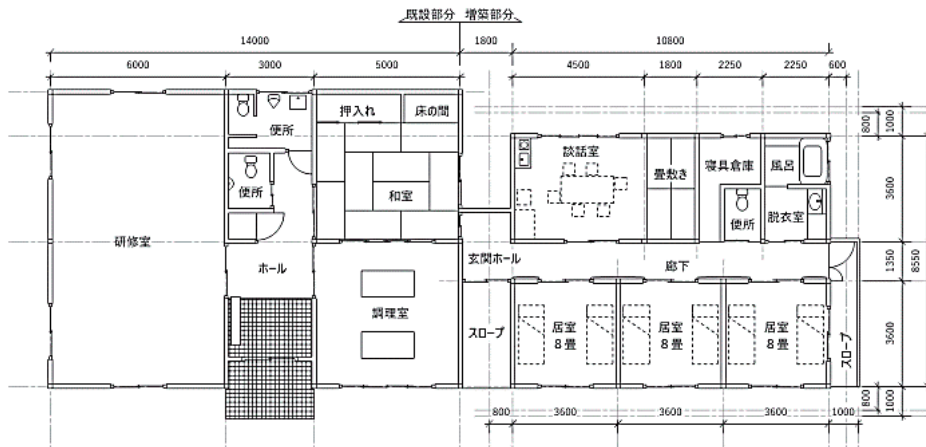 既設部分 増築部分
14000 1800 10800
6000 3000 5000 4500 1800 2250 2250 600
800 1000
押入れ 床の間
便所
談話室
畳敷き 寝具倉庫 風呂
便所
和室
便所 脱衣室
3600
研修室
ホール
玄関ホール
廊下
1350
8550
調理室
スロープ
居室
8畳
居室
8畳
居室
8畳
スロープ
3600
800 1000
800 3600 3600 3600 1000